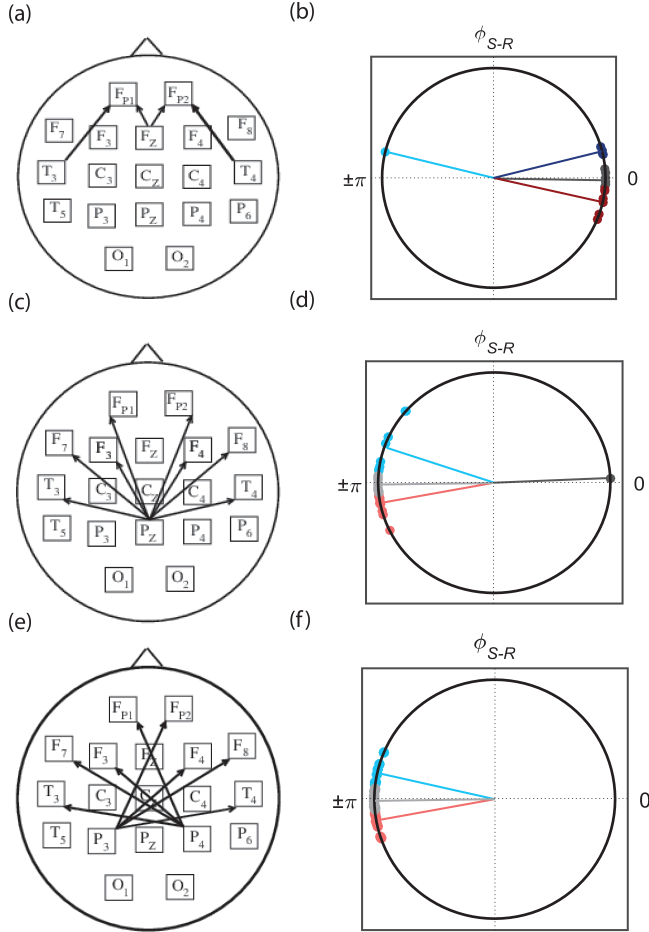 (a)
(b)
ϕS-R
FP1 FP2
F7 F3 FZ F4 F8
T3 C3 CZ C4 T4
±π 0
T5 P3 PZ P4 P6
O1 O2
(c)
(d)
ϕS-R
FP1 FP2
F7 F3 FZ F4 F8
T3 C3 CZ C4 T4
±π 0
T5 P3 PZ P4 P6
O1 O2
(e)
(f)
ϕS-R
FP1 FP2
F7 F3 FZ F4 F8
T3 C3 C C4 T4
±π 0
T5 P3 PZ P4 P6
O1 O2